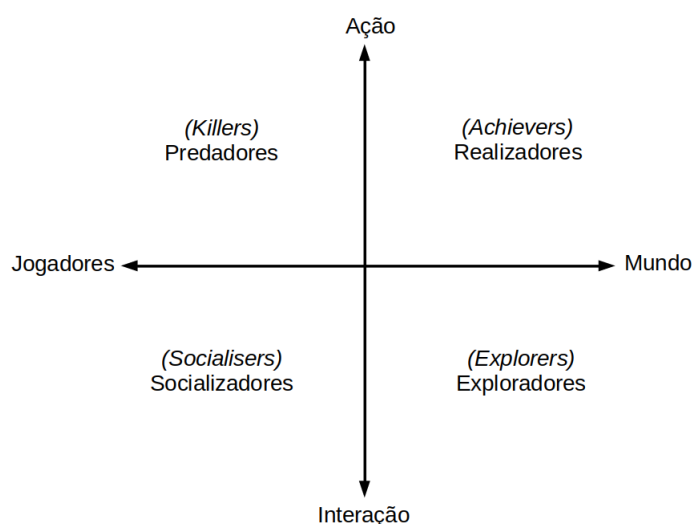 Ação
(Killers)
Predadores
(Achievers)
Realizadores
Jogadores
Mundo
(Socialisers)
Socializadores
(Explorers)
Exploradores
Interação